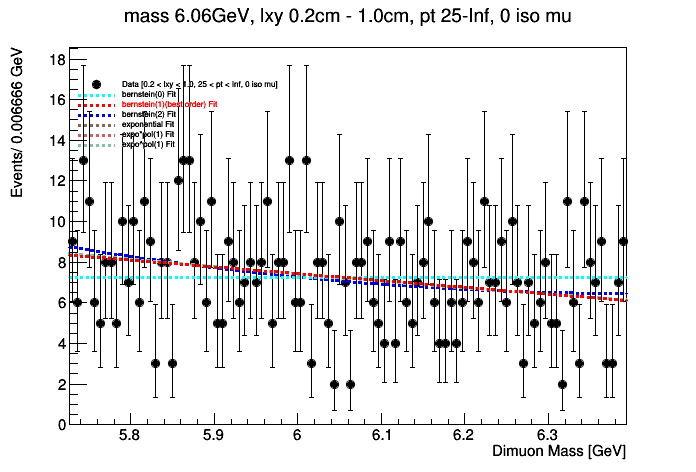 mass 6.06GeV, lxy 0.2cm - 1.0cm, pt 25-Inf, 0 iso mu
Events/ 0.006666 GeV
18
16
14
12
10
8
6
4
2
0
Data [0.2 < lxy < 1.0, 25 < pt < Inf, 0 iso mu]
bernstein(0) Fit
bernstein(1)(best order) Fit
bernstein(2) Fit
exponential Fit
expo*pol(1) Fit
expo*pol(1) Fit
5.8 5.9 6 6.1 6.2 6.3
Dimuon Mass [GeV]